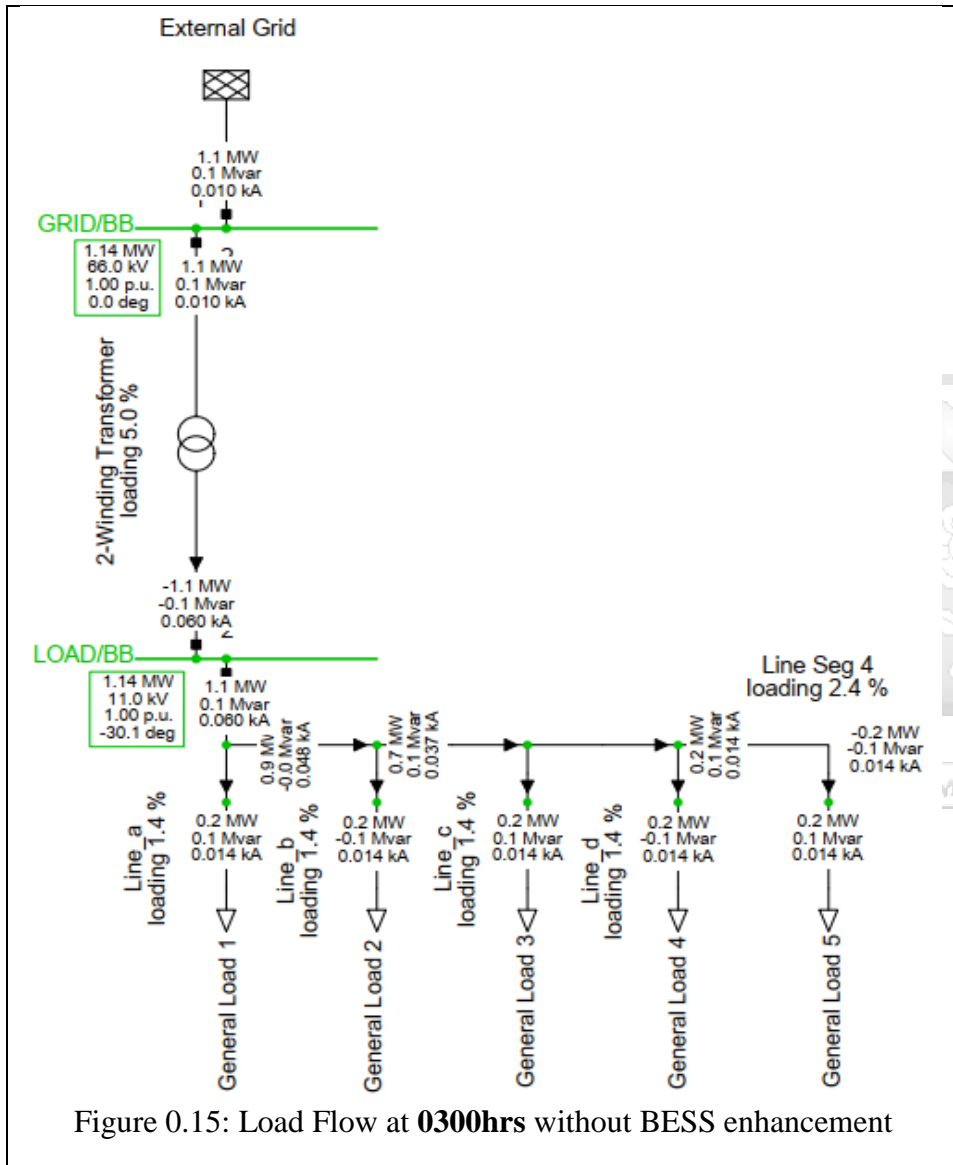 External Grid
1.1 MW
0.1 Mvar
0.010 kA
GRID/BB
1.14 MW
66.0 kV
1.00 p.u.
0.0 deg
1.1 MW
0.1 Mvar
0.010 kA
2-Winding Transformer
loading 5.0 %
-1.1 MW
-0.1 Mvar
0.060 kA
LOAD/BB
1.14 MW
11.0 kV
1.00 p.u.
-30.1 deg
1.1 MW
0.1 Mvar
0.060 kA
Line Seg 4
loading 2.4 %
0.9 MV
-0.0 Mvar
0.048 kA
0.7 MW
0.1 Mvar
0.037 kA
0.2 MW
0.1 Mvar
0.014 kA
-0.2 MW
-0.1 Mvar
0.014 kA
Line_a
loading 1.4 %
0.2 MW
0.1 Mvar
0.014 kA
Line_b
loading 1.4 %
0.2 MW
-0.1 Mvar
0.014 kA
Line_c
loading 1.4 %
0.2 MW
0.1 Mvar
0.014 kA
Line_d
loading 1.4 %
0.2 MW
-0.1 Mvar
0.014 kA
0.2 MW
0.1 Mvar
0.014 kA
General Load 1
General Load 2
General Load 3
General Load 4
General Load 5
Figure 0.15: Load Flow at 0300hrs without BESS enhancement